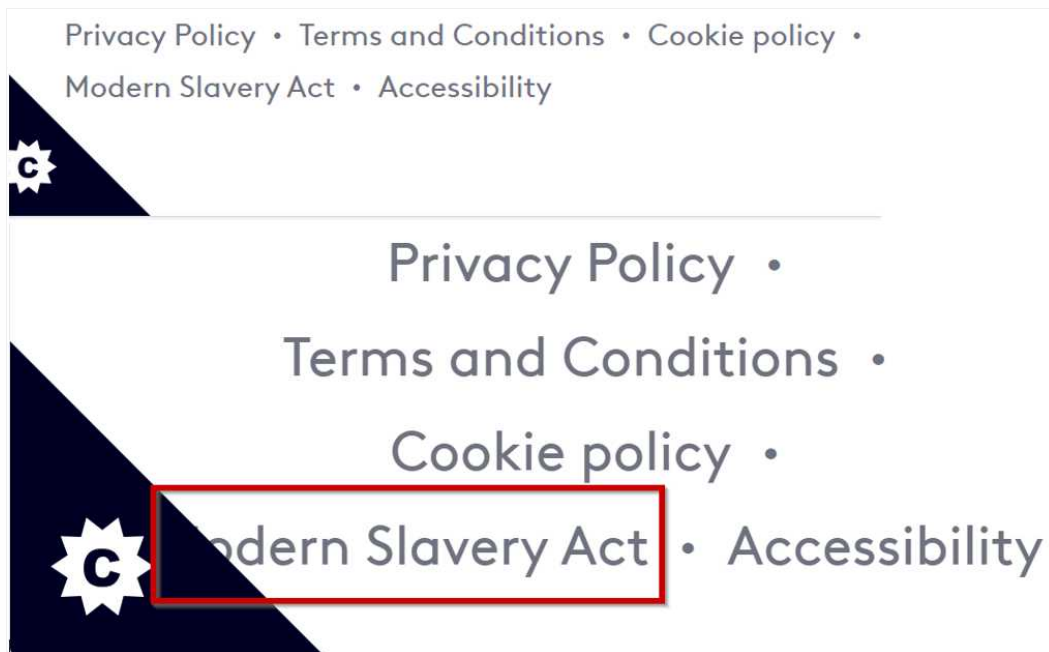 Privacy Policy • Terms and Conditions • Cookie policy •
Modern Slavery Act • Accessibility
C
Privacy Policy •
Terms and Conditions •
Cookie policy •
odern Slavery Act • Accessibility
C